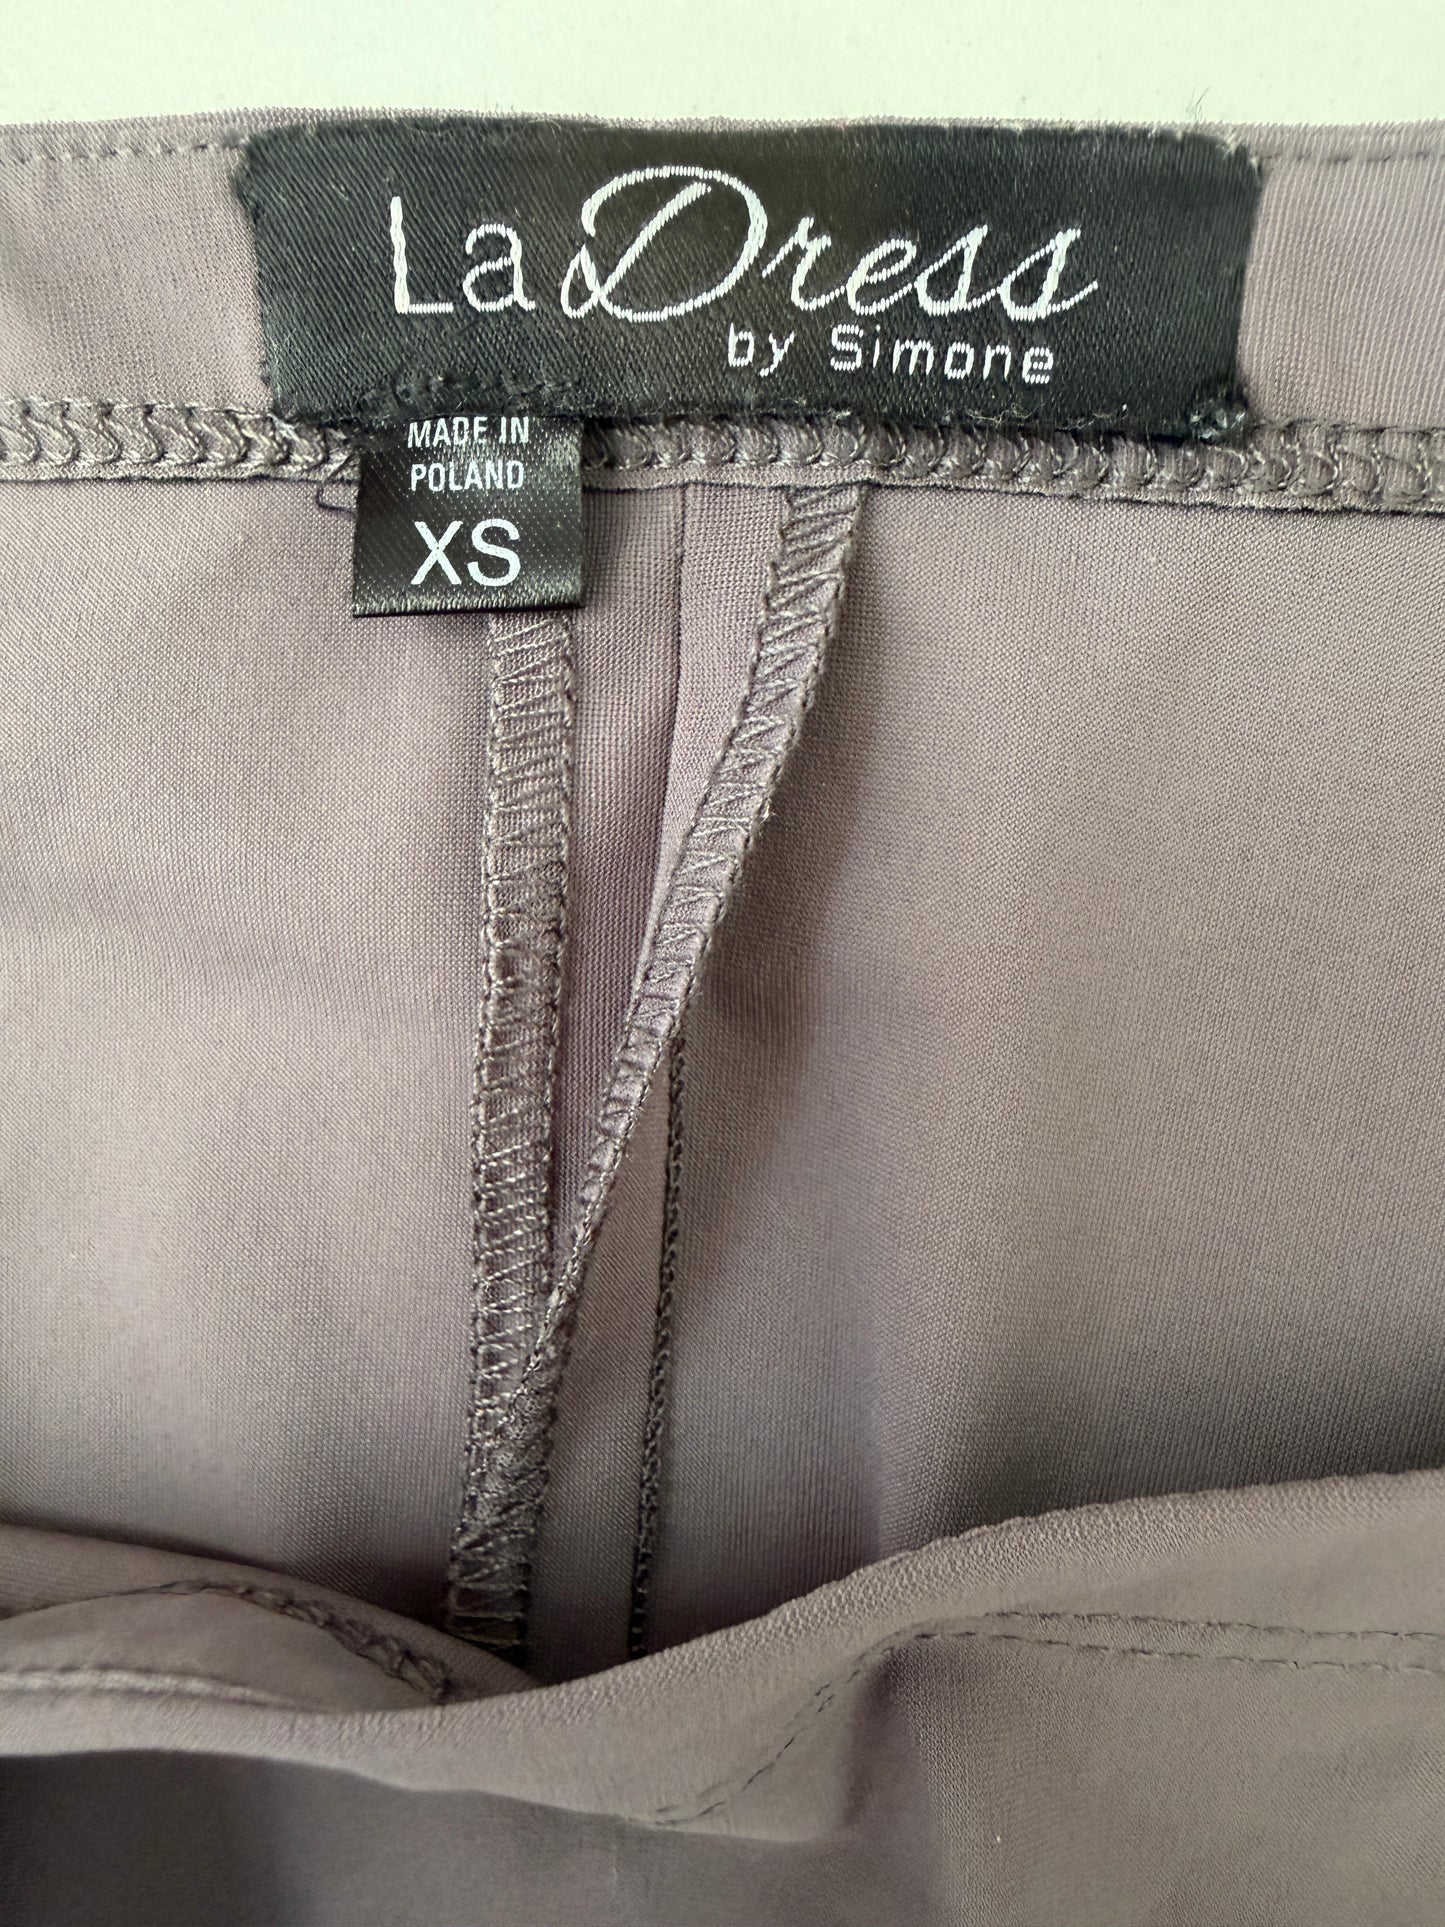 La Dress
by Simone
MADE IN
POLAND
XS